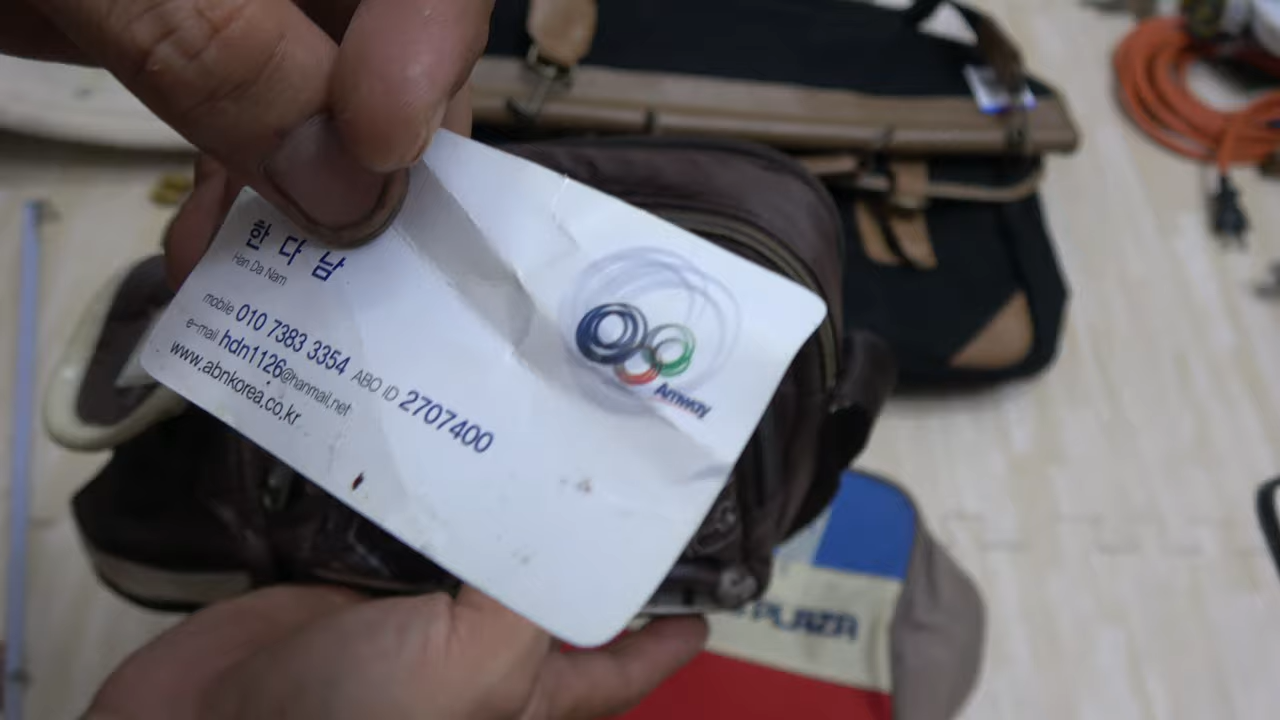 한 다 남
Han Da Nam
mobile 010 7383 3354 ABO ID 2707400
e-mail hdn1126@hanmail.net
www.abnkorea.co.kr
Amway
PLAZA